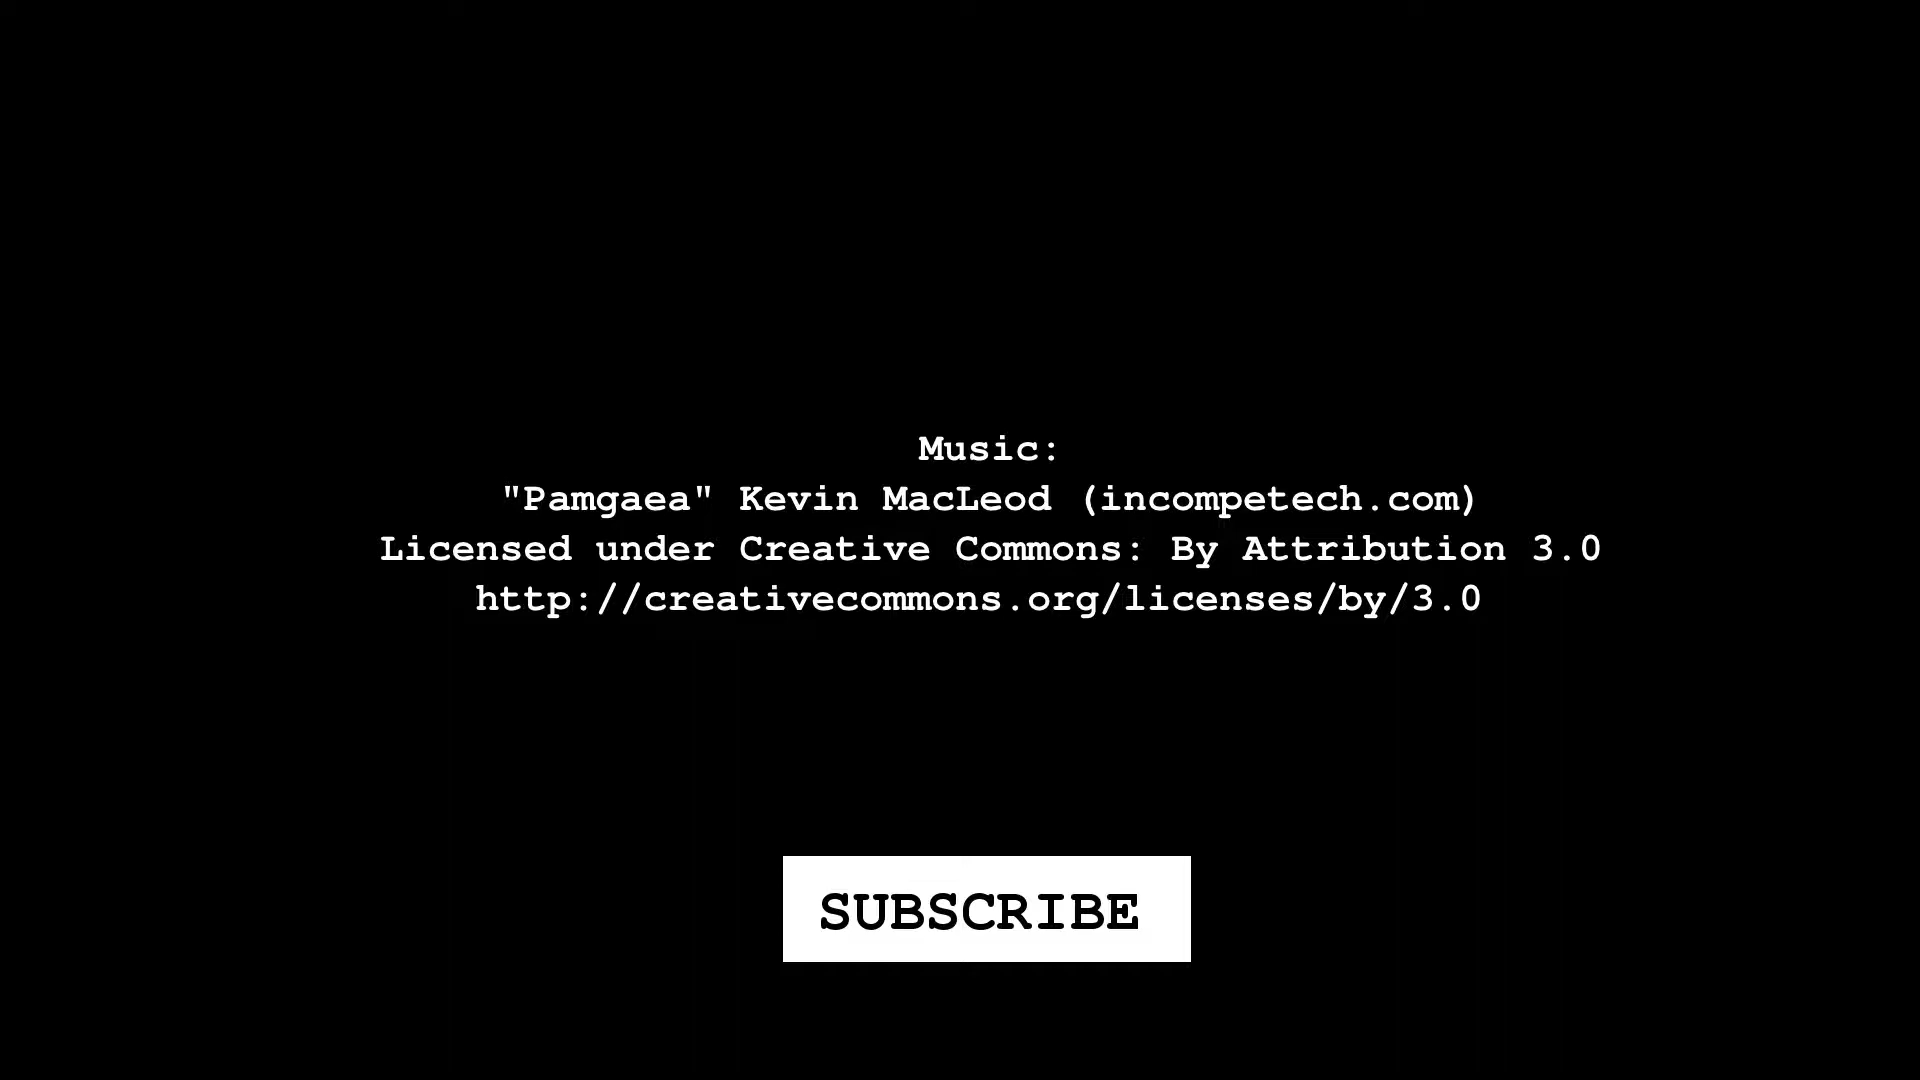 Music:
"Pamgaea" Kevin MacLeod (incompetech.com)
Licensed under Creative Commons: By Attribution 3.0
http://creativecommons.org/licenses/by/3.0
SUBSCRIBE